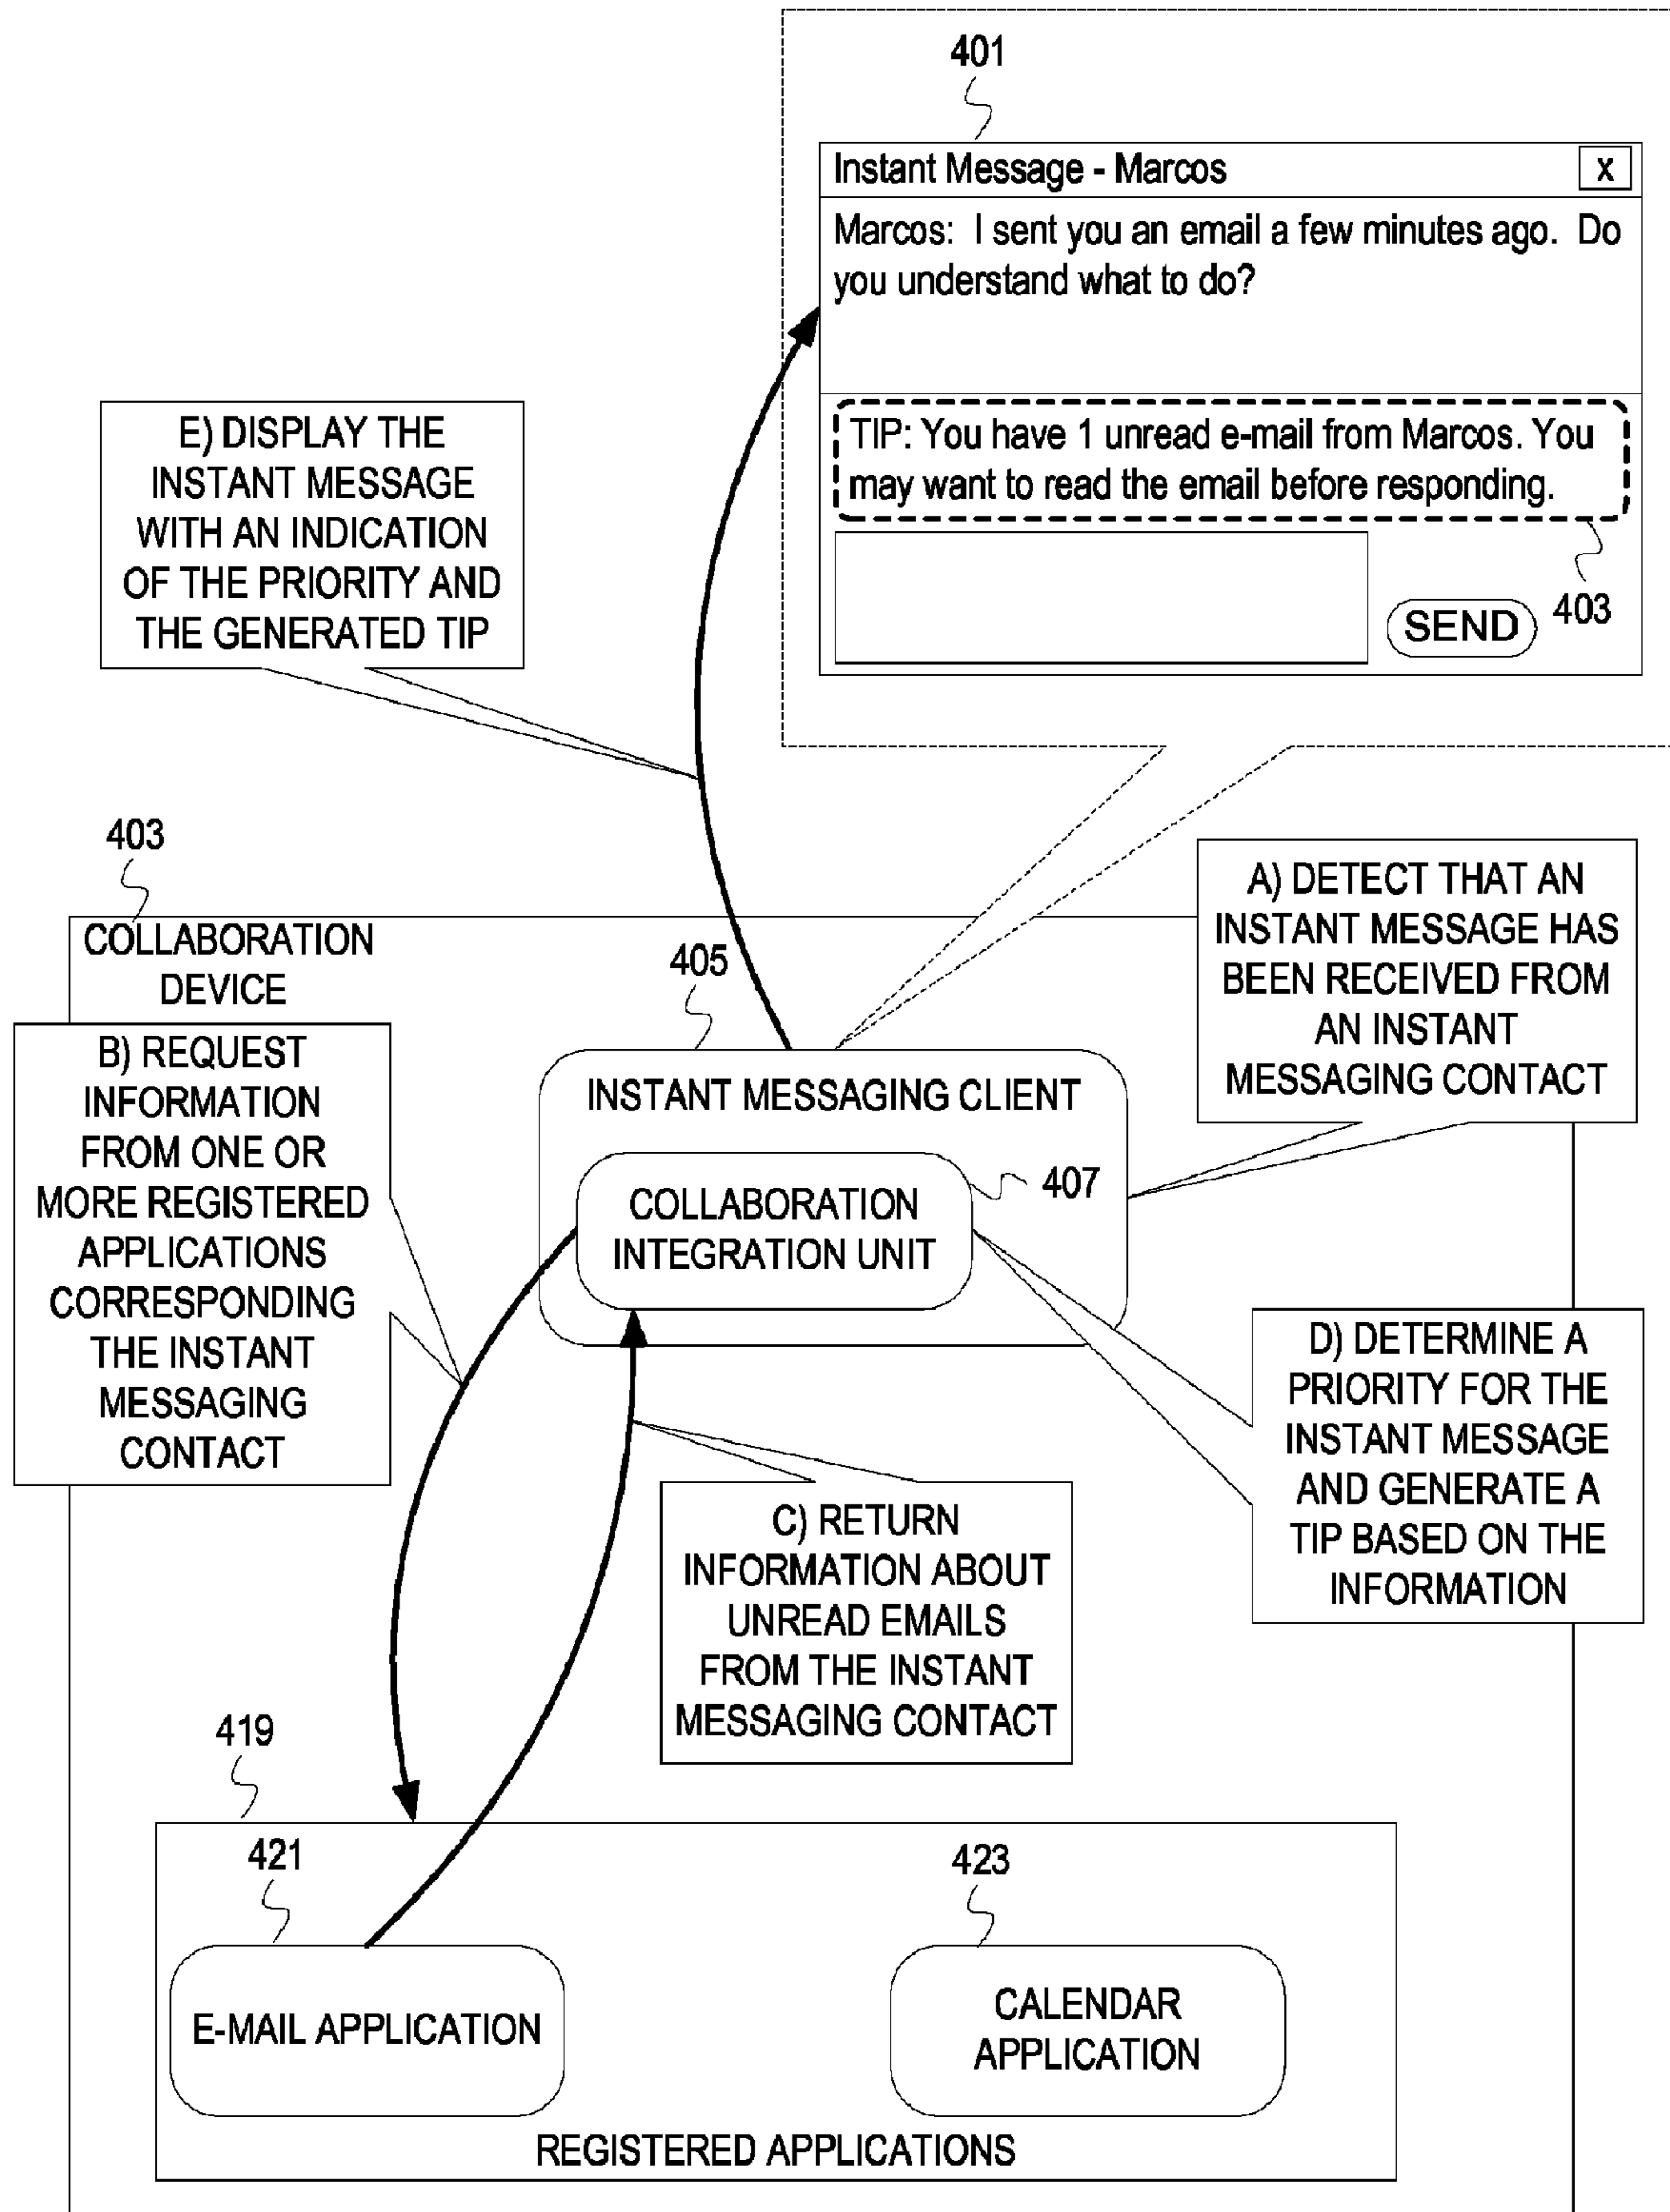 401
Instant Message - Marcos
X
Marcos: I sent you an email a few minutes ago. Do
you understand what to do?
TIP: You have 1 unread e-mail from Marcos. You
may want to read the email before responding.
SEND
403
E) DISPLAY THE
INSTANT MESSAGE
WITH AN INDICATION
OF THE PRIORITY AND
THE GENERATED TIP
403
COLLABORATION
DEVICE
A) DETECT THAT AN
INSTANT MESSAGE HAS
BEEN RECEIVED FROM
AN INSTANT
MESSAGING CONTACT
405
INSTANT MESSAGING CLIENT
COLLABORATION
INTEGRATION UNIT
407
B) REQUEST
INFORMATION
FROM ONE OR
MORE REGISTERED
APPLICATIONS
CORRESPONDING
THE INSTANT
MESSAGING
CONTACT
D) DETERMINE A
PRIORITY FOR THE
INSTANT MESSAGE
AND GENERATE A
TIP BASED ON THE
INFORMATION
C) RETURN
INFORMATION ABOUT
UNREAD EMAILS
FROM THE INSTANT
MESSAGING CONTACT
419
421
E-MAIL APPLICATION
423
CALENDAR
APPLICATION
REGISTERED APPLICATIONS